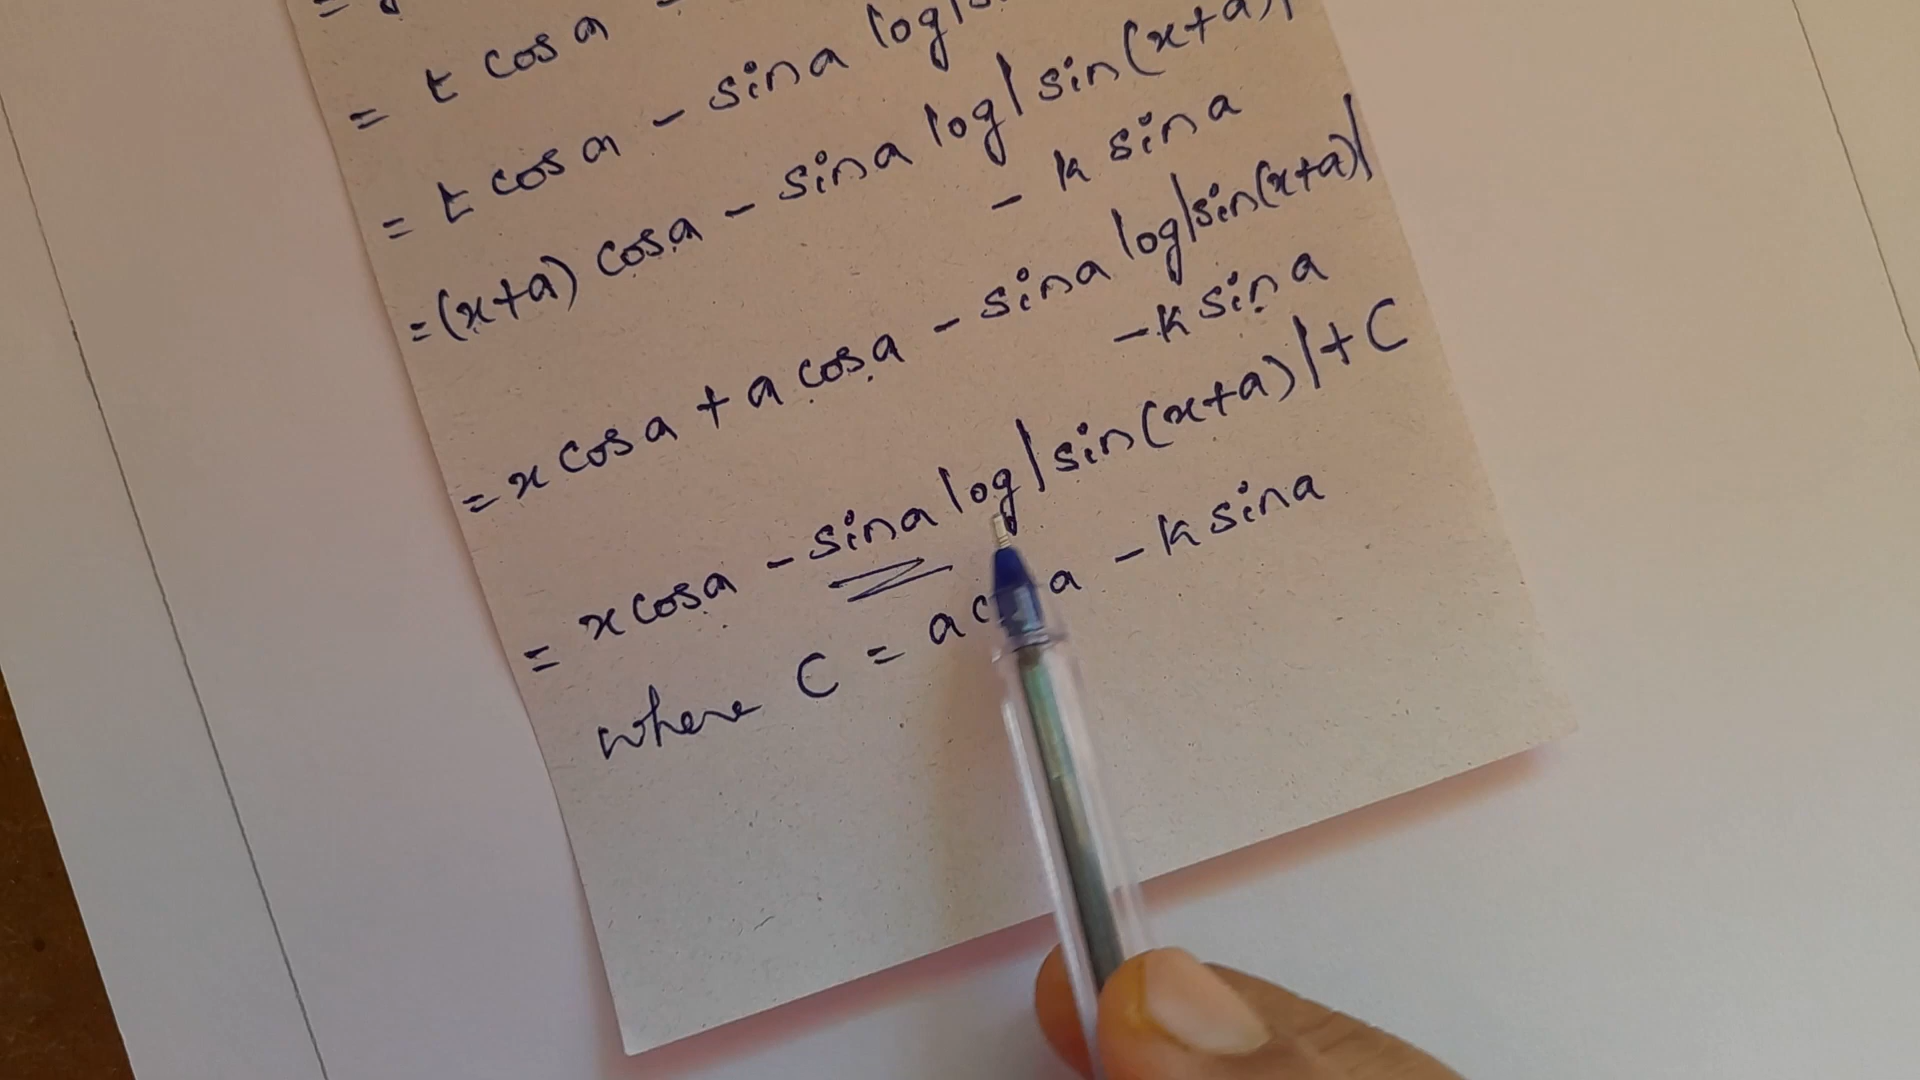 = t cos a
= t cos a - sin a log|s
= (x+a) cos a - sin a log|sin(x+a)|
- k sin a
= x cos a + a cos a - sin a log|sin(x+a)|
- k sin a
= x cos a - sin a log|sin(x+a)| + C
where C = a c a - k sin a